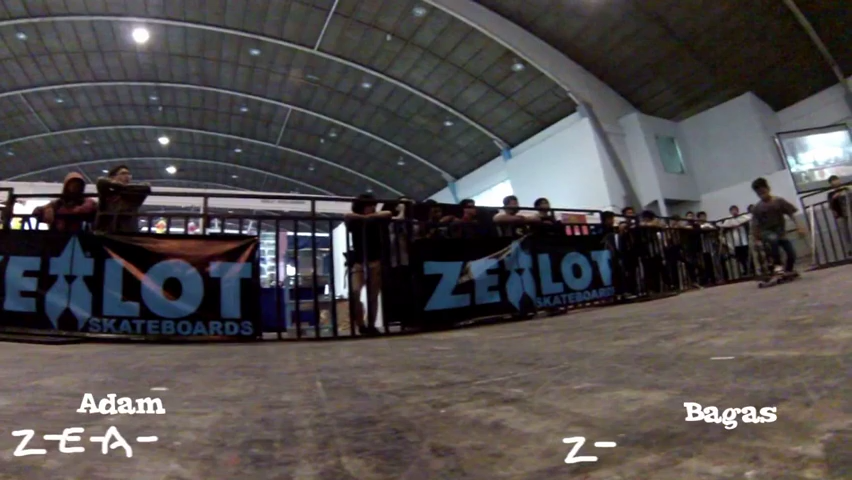 ZEALOT
SKATEBOARDS
ZEALOT
SKATEBOARDS
Adam
Z-E-A-
Bagas
Z-